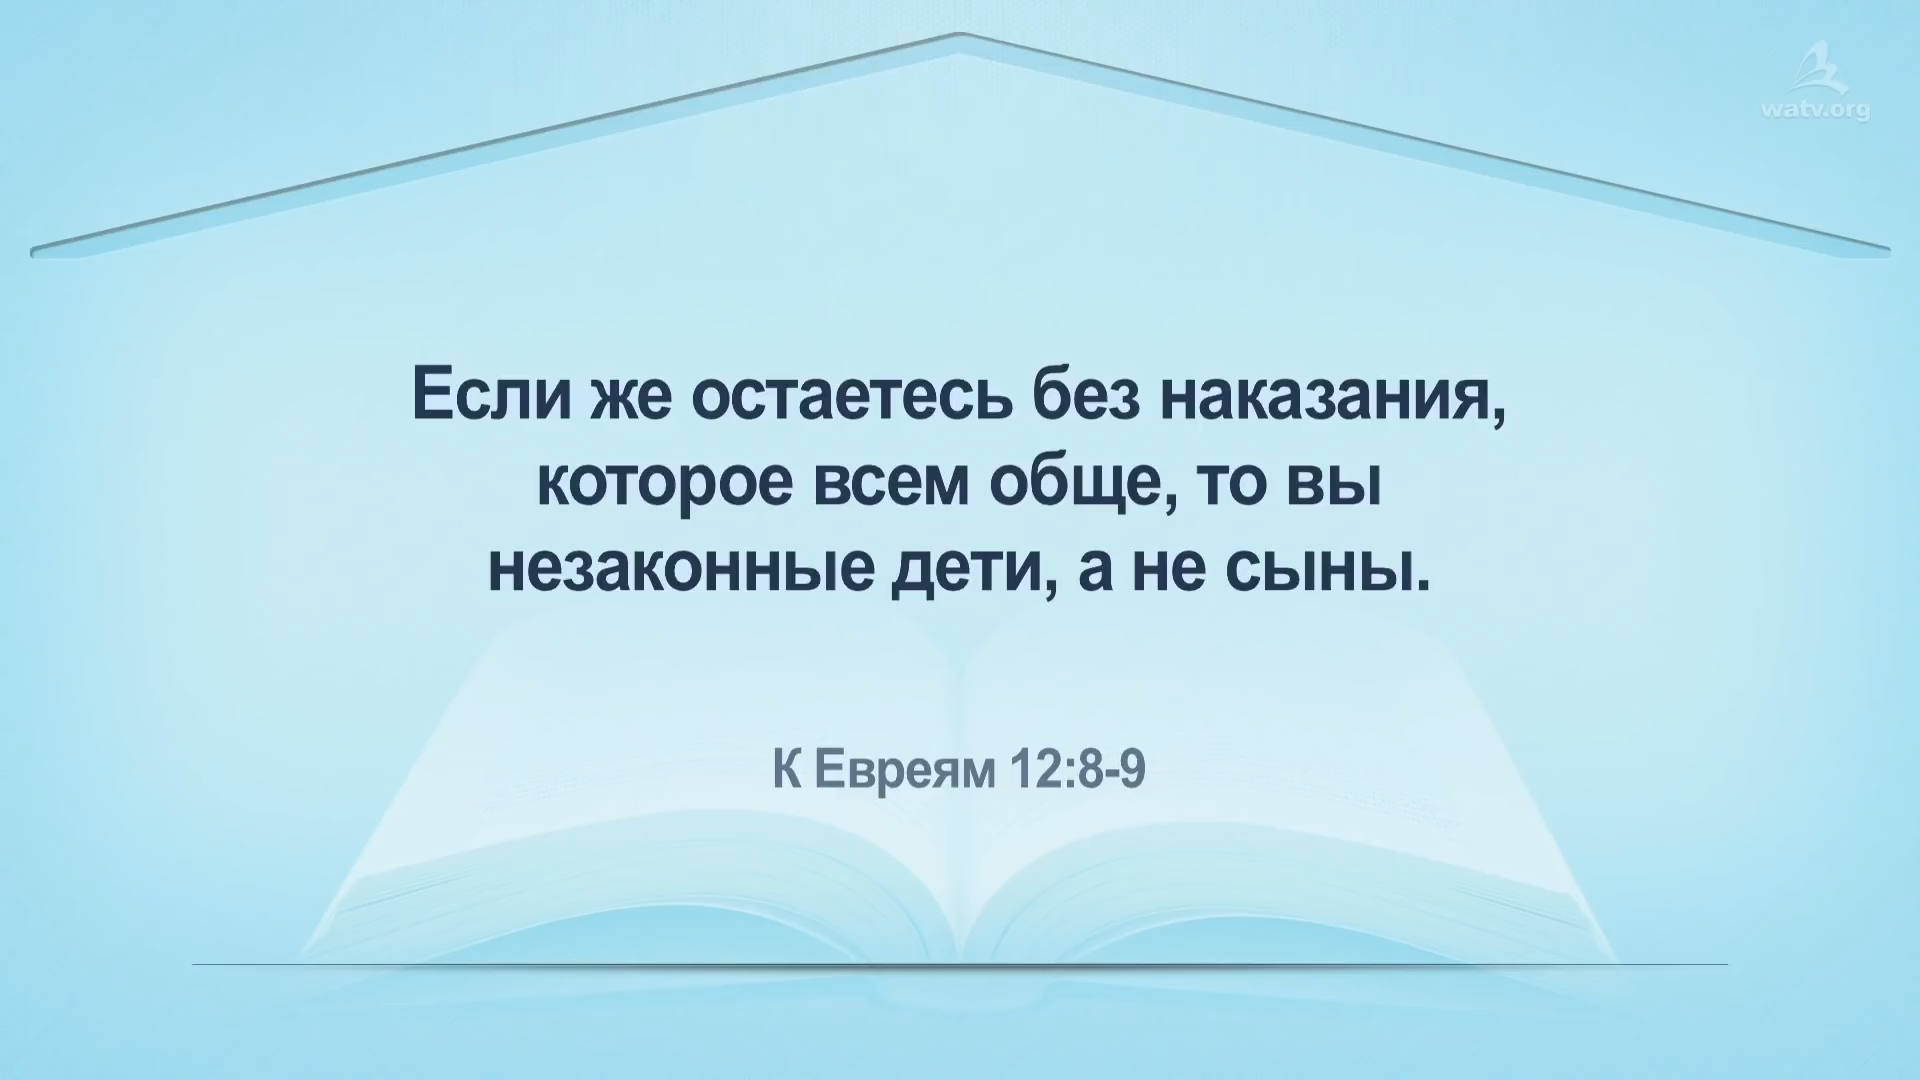 watv.org
Если же остаетесь без наказания,
которое всем обще, то вы
незаконные дети, а не сыны.
К Евреям 12:8-9